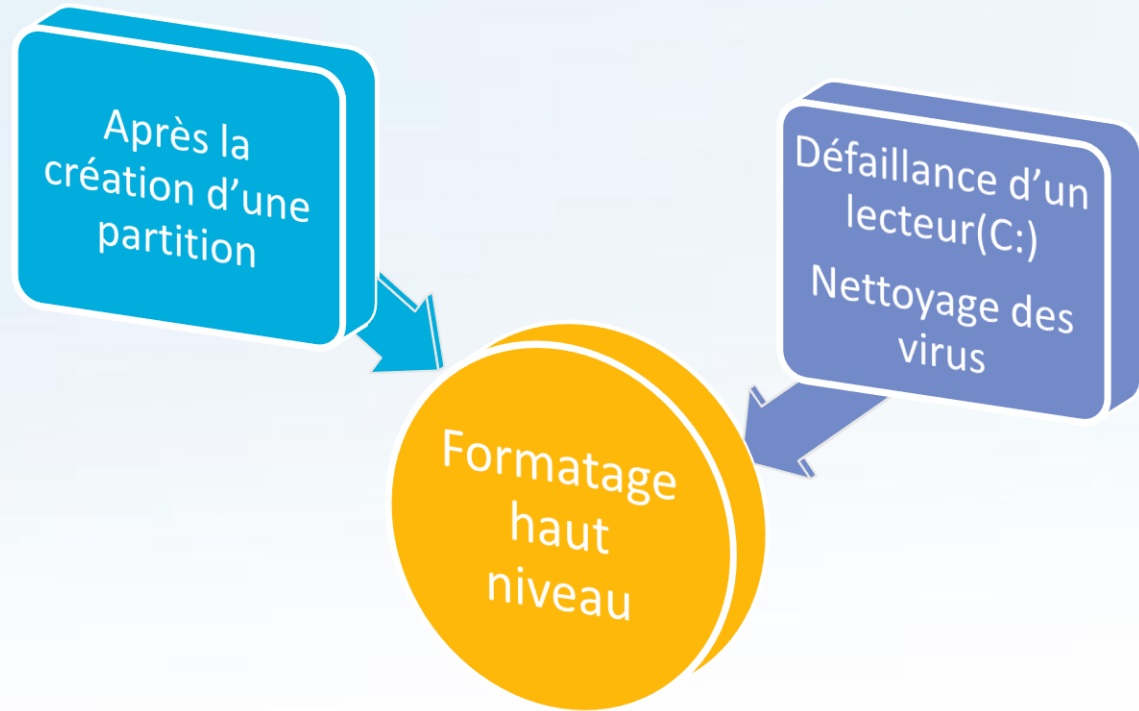 Après la
création d'une
partition
Défaillance d'un
lecteur(C:)
Nettoyage des
virus
Formatage
haut
niveau